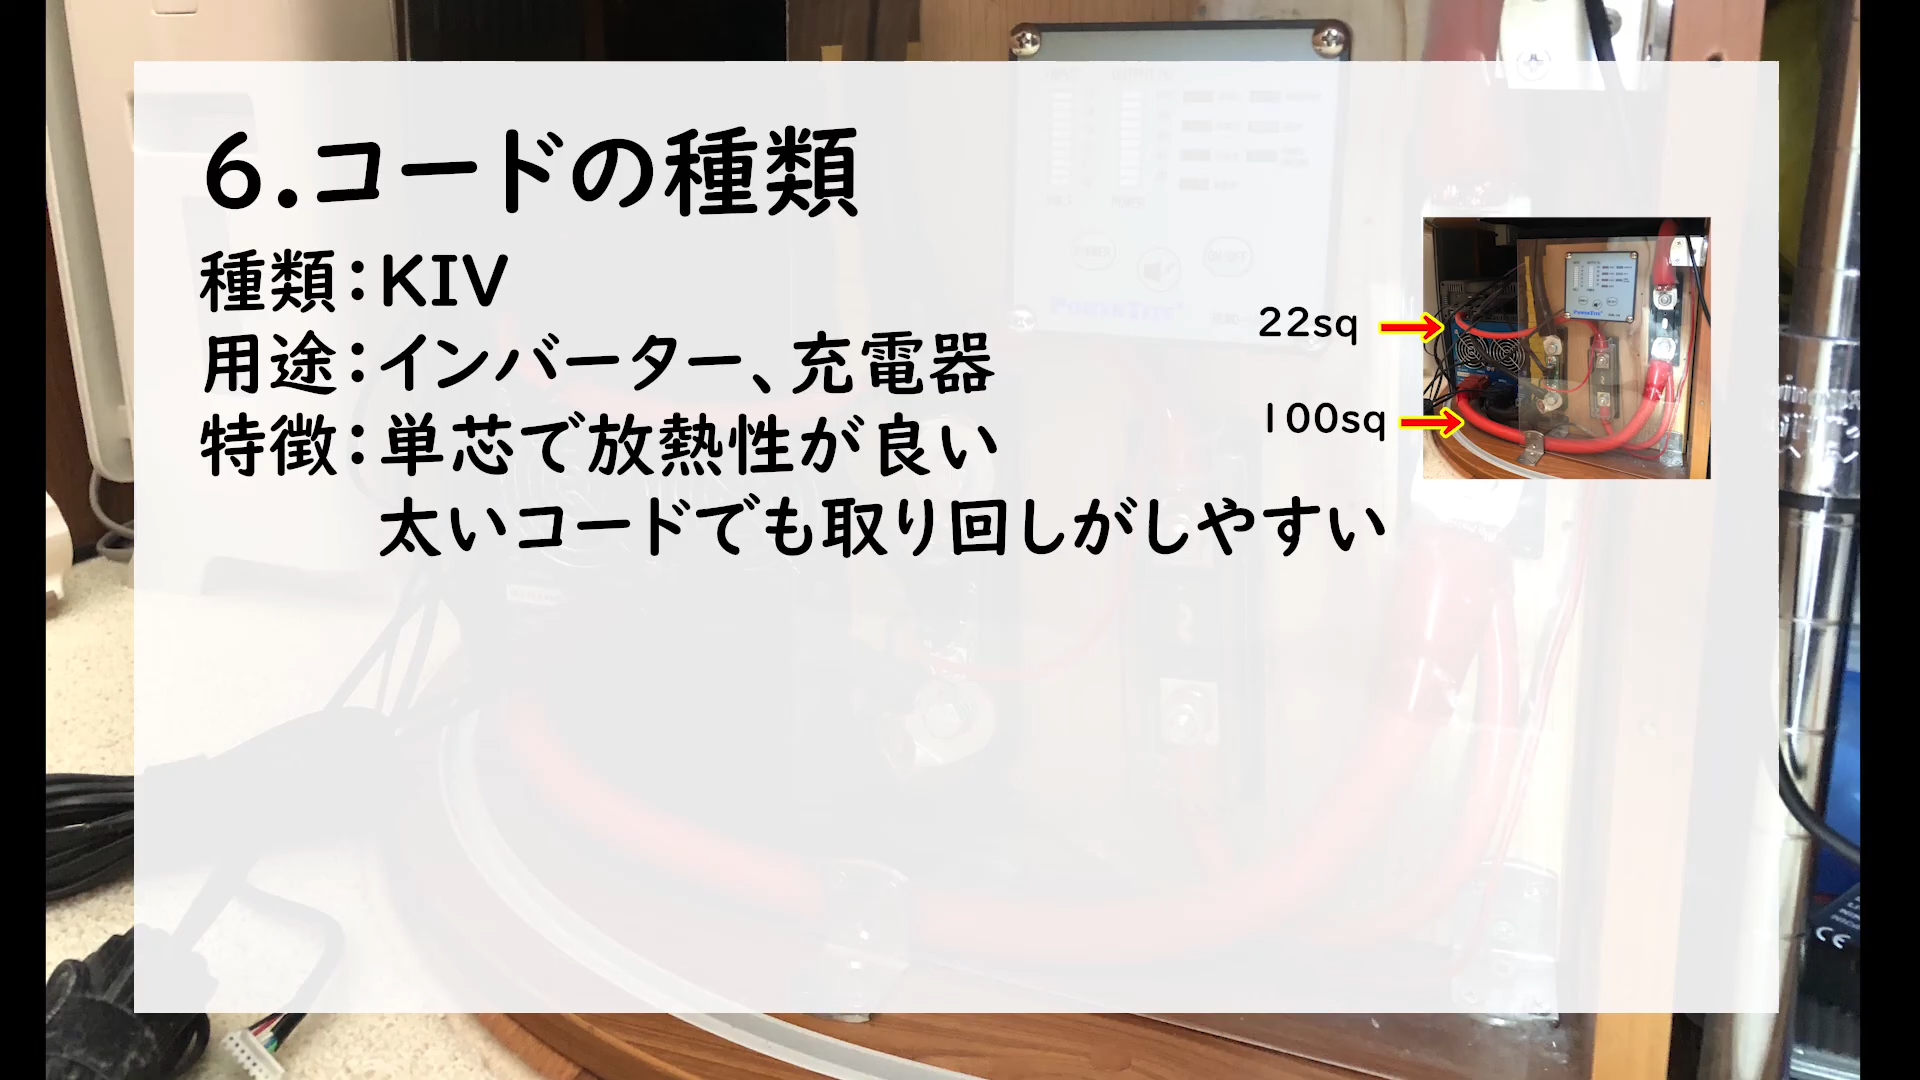 6.コードの種類
種類:KIV
用途:インバーター、充電器
特徴:単芯で放熱性が良い
太いコードでも取り回しがしやすい
22sq
100sq
POWERTITE